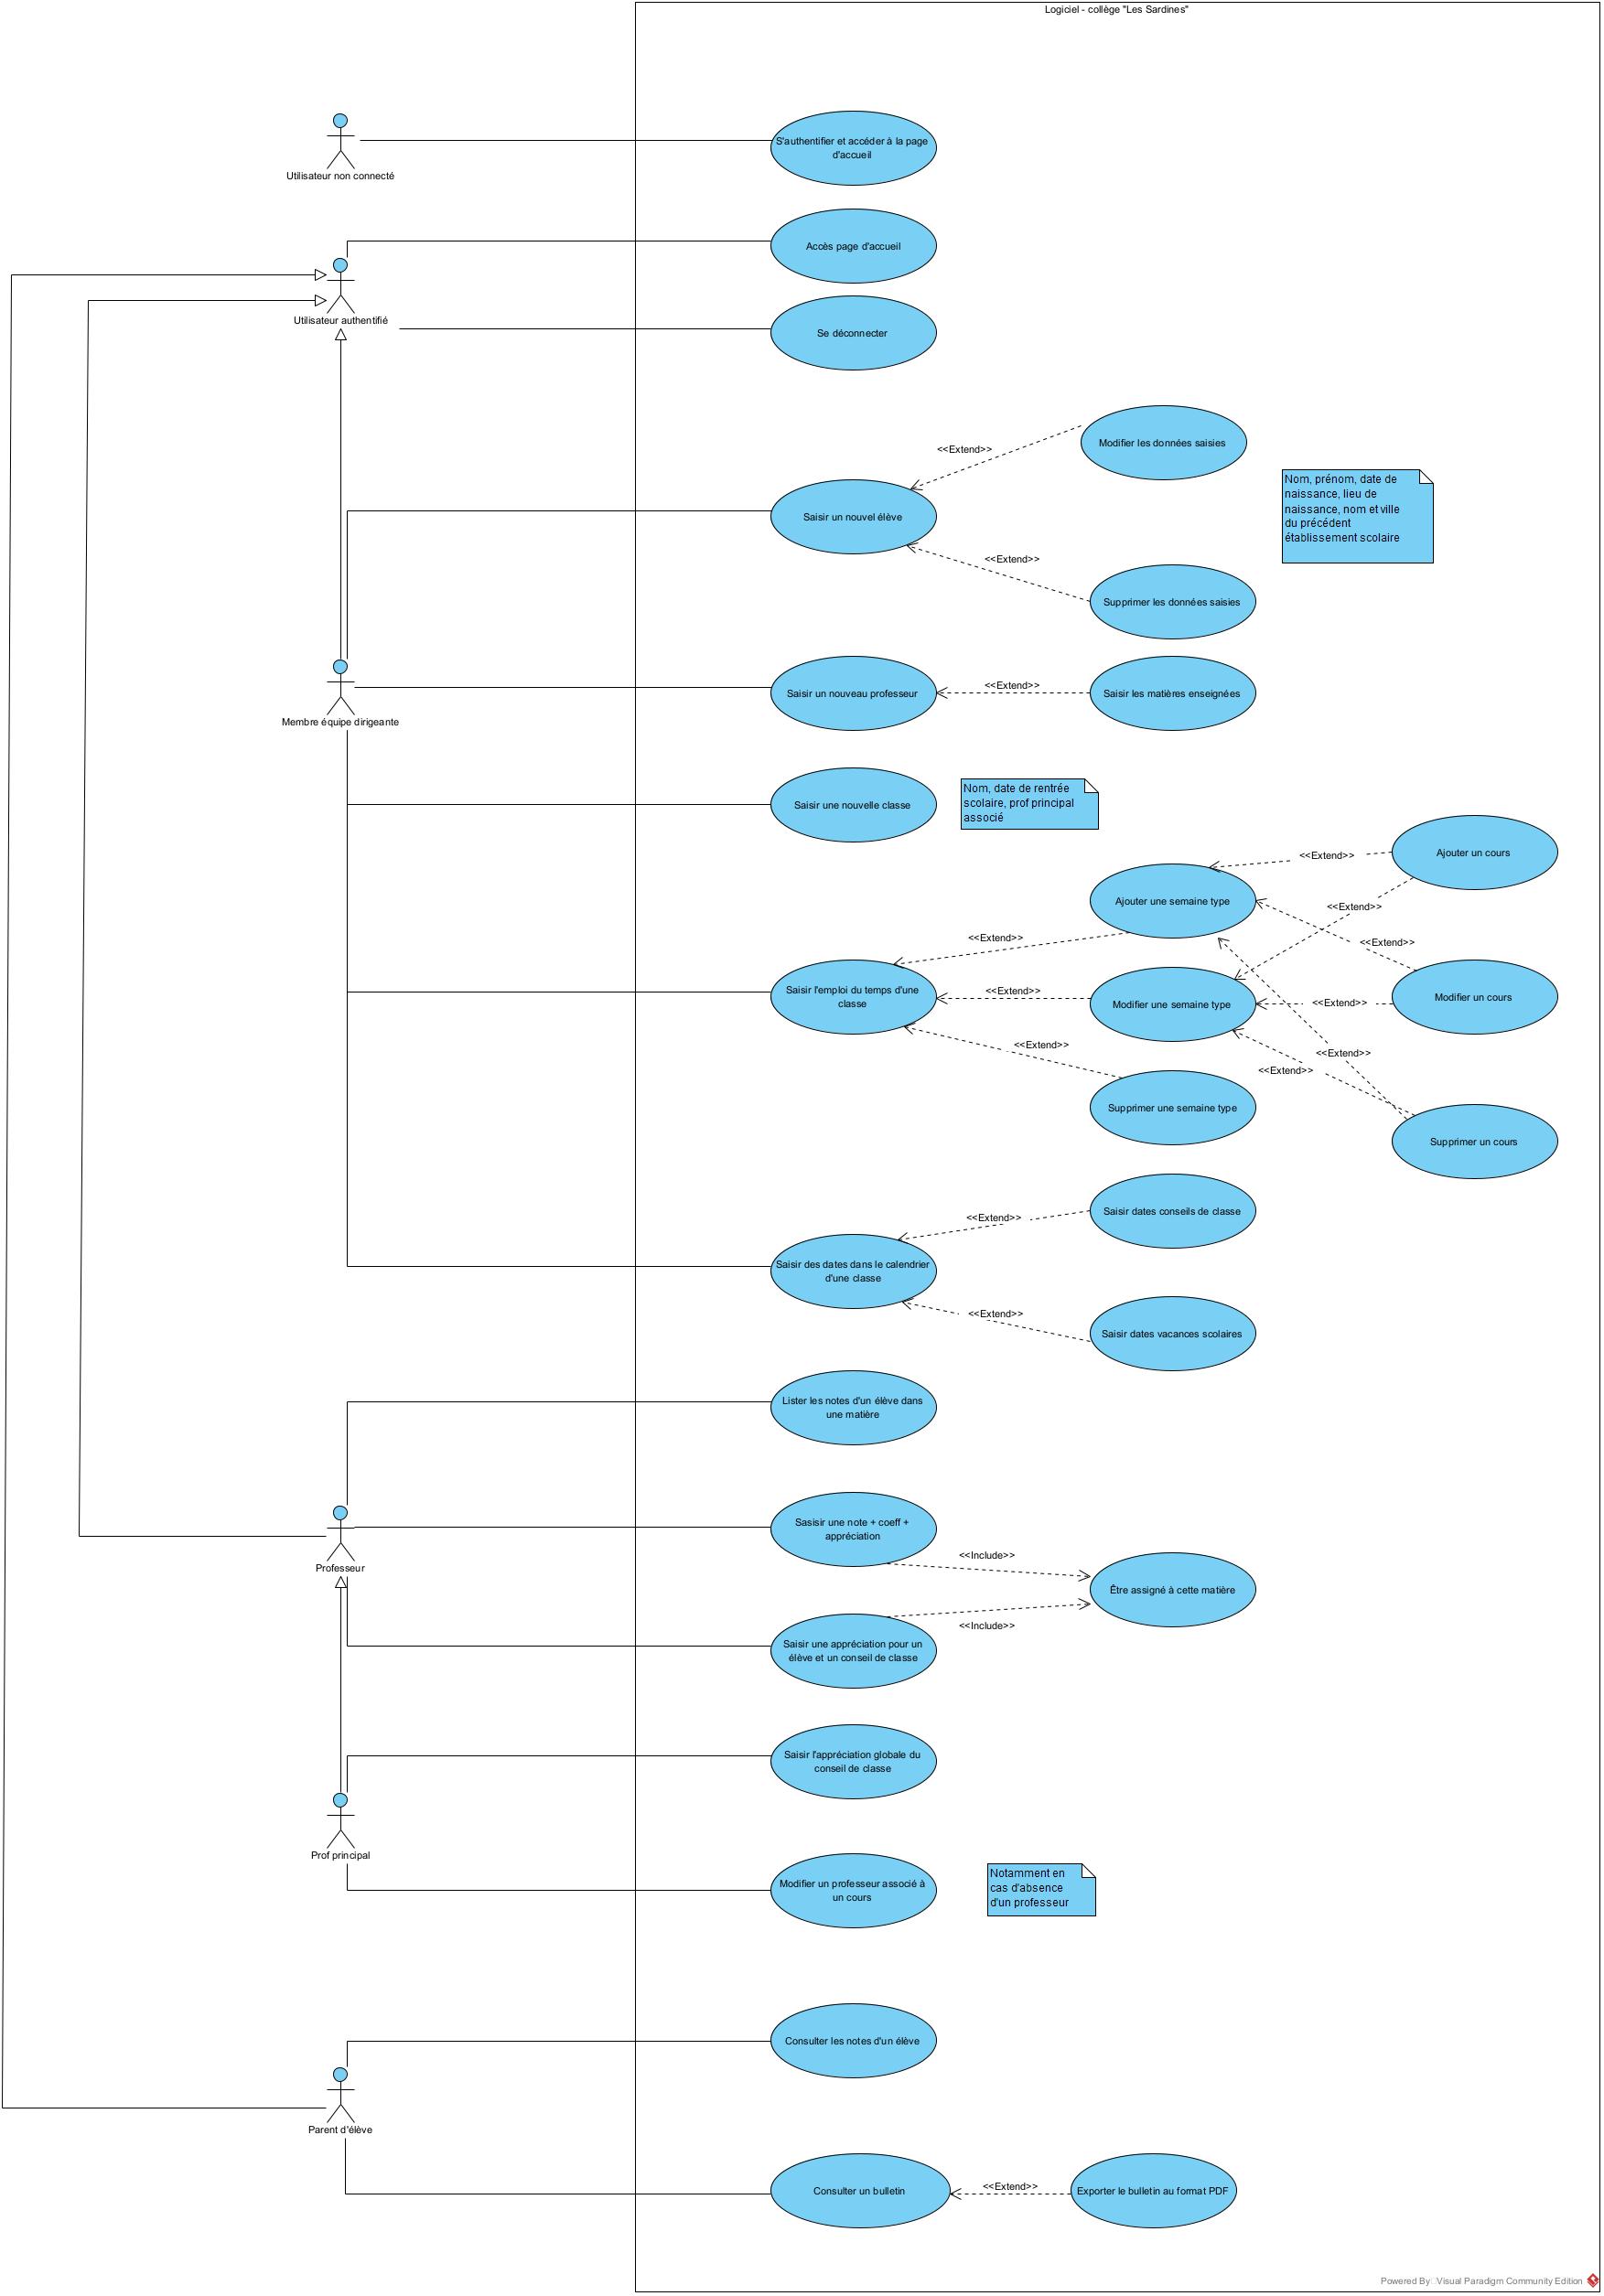 Logiciel - collège "Les Sardines"
S'authentifier et accéder à la page
d'accueil
Utilisateur non connecté
Accès page d'accueil
Utilisateur authentifié
Se déconnecter
<<Extend>>
Modifier les données saisies
Nom, prénom, date de
naissance, lieu de
naissance, nom et ville
du précédent
établissement scolaire
Saisir un nouvel élève
<<Extend>>
Supprimer les données saisies
Membre équipe dirigeante
Saisir un nouveau professeur
<<Extend>>
Saisir les matières enseignées
Saisir une nouvelle classe
Nom, date de rentrée
scolaire, prof principal
associé
<<Extend>>
Ajouter un cours
Ajouter une semaine type
<<Extend>>
<<Extend>>
<<Extend>>
Saisir l'emploi du temps d'une
classe
<<Extend>>
Modifier une semaine type
<<Extend>>
Modifier un cours
<<Extend>>
<<Extend>>
<<Extend>>
Supprimer une semaine type
Supprimer un cours
<<Extend>>
Saisir dates conseils de classe
Saisir des dates dans le calendrier
d'une classe
<<Extend>>
Saisir dates vacances scolaires
Lister les notes d'un élève dans
une matière
Sasisir une note + coeff +
appréciation
<<Include>>
Professeur
Être assigné à cette matière
<<Include>>
Saisir une appréciation pour un
élève et un conseil de classe
Saisir l'appréciation globale du
conseil de classe
Prof principal
Modifier un professeur associé à
un cours
Notamment en
cas d'absence
d'un professeur
Consulter les notes d'un élève
Parent d'élève
Consulter un bulletin
<<Extend>>
Exporter le bulletin au format PDF
Powered By Visual Paradigm Community Edition